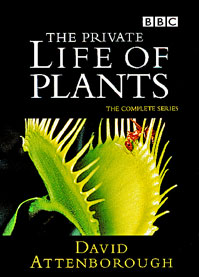 BBC
THE PRIVATE
LIFE OF
PLANTS
THE COMPLETE SERIES
DAVID
ATTENBOROUGH